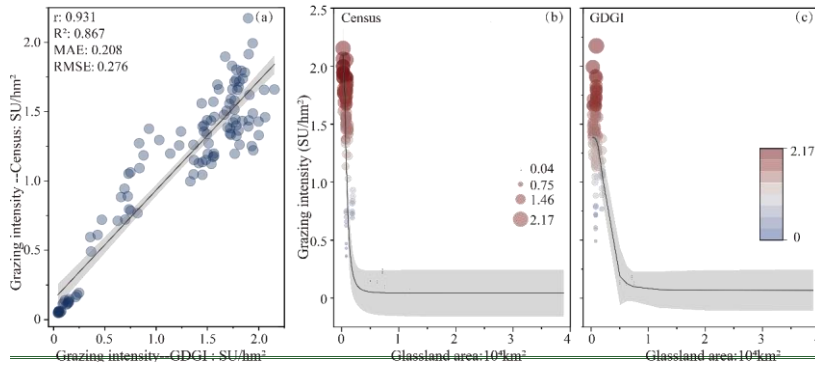 r: 0.931
R²: 0.867
MAE: 0.208
RMSE: 0.276
(a)
Grazing intensity --Census: SU/hm²
2.0
1.5
1.0
0.5
0
0 0.5 1.0 1.5 2.0
Grazing intensity--GDGI : SU/hm²
Census
(b)
Grazing intensity (SU/hm²)
2.5
2.0
1.5
1.0
0.5
0
0.04
0.75
1.46
2.17
0 1 2 3 4
Glassland area:10⁴km²
GDGI
(c)
2.17
0
0 1 2 3
Glassland area:10⁴km²